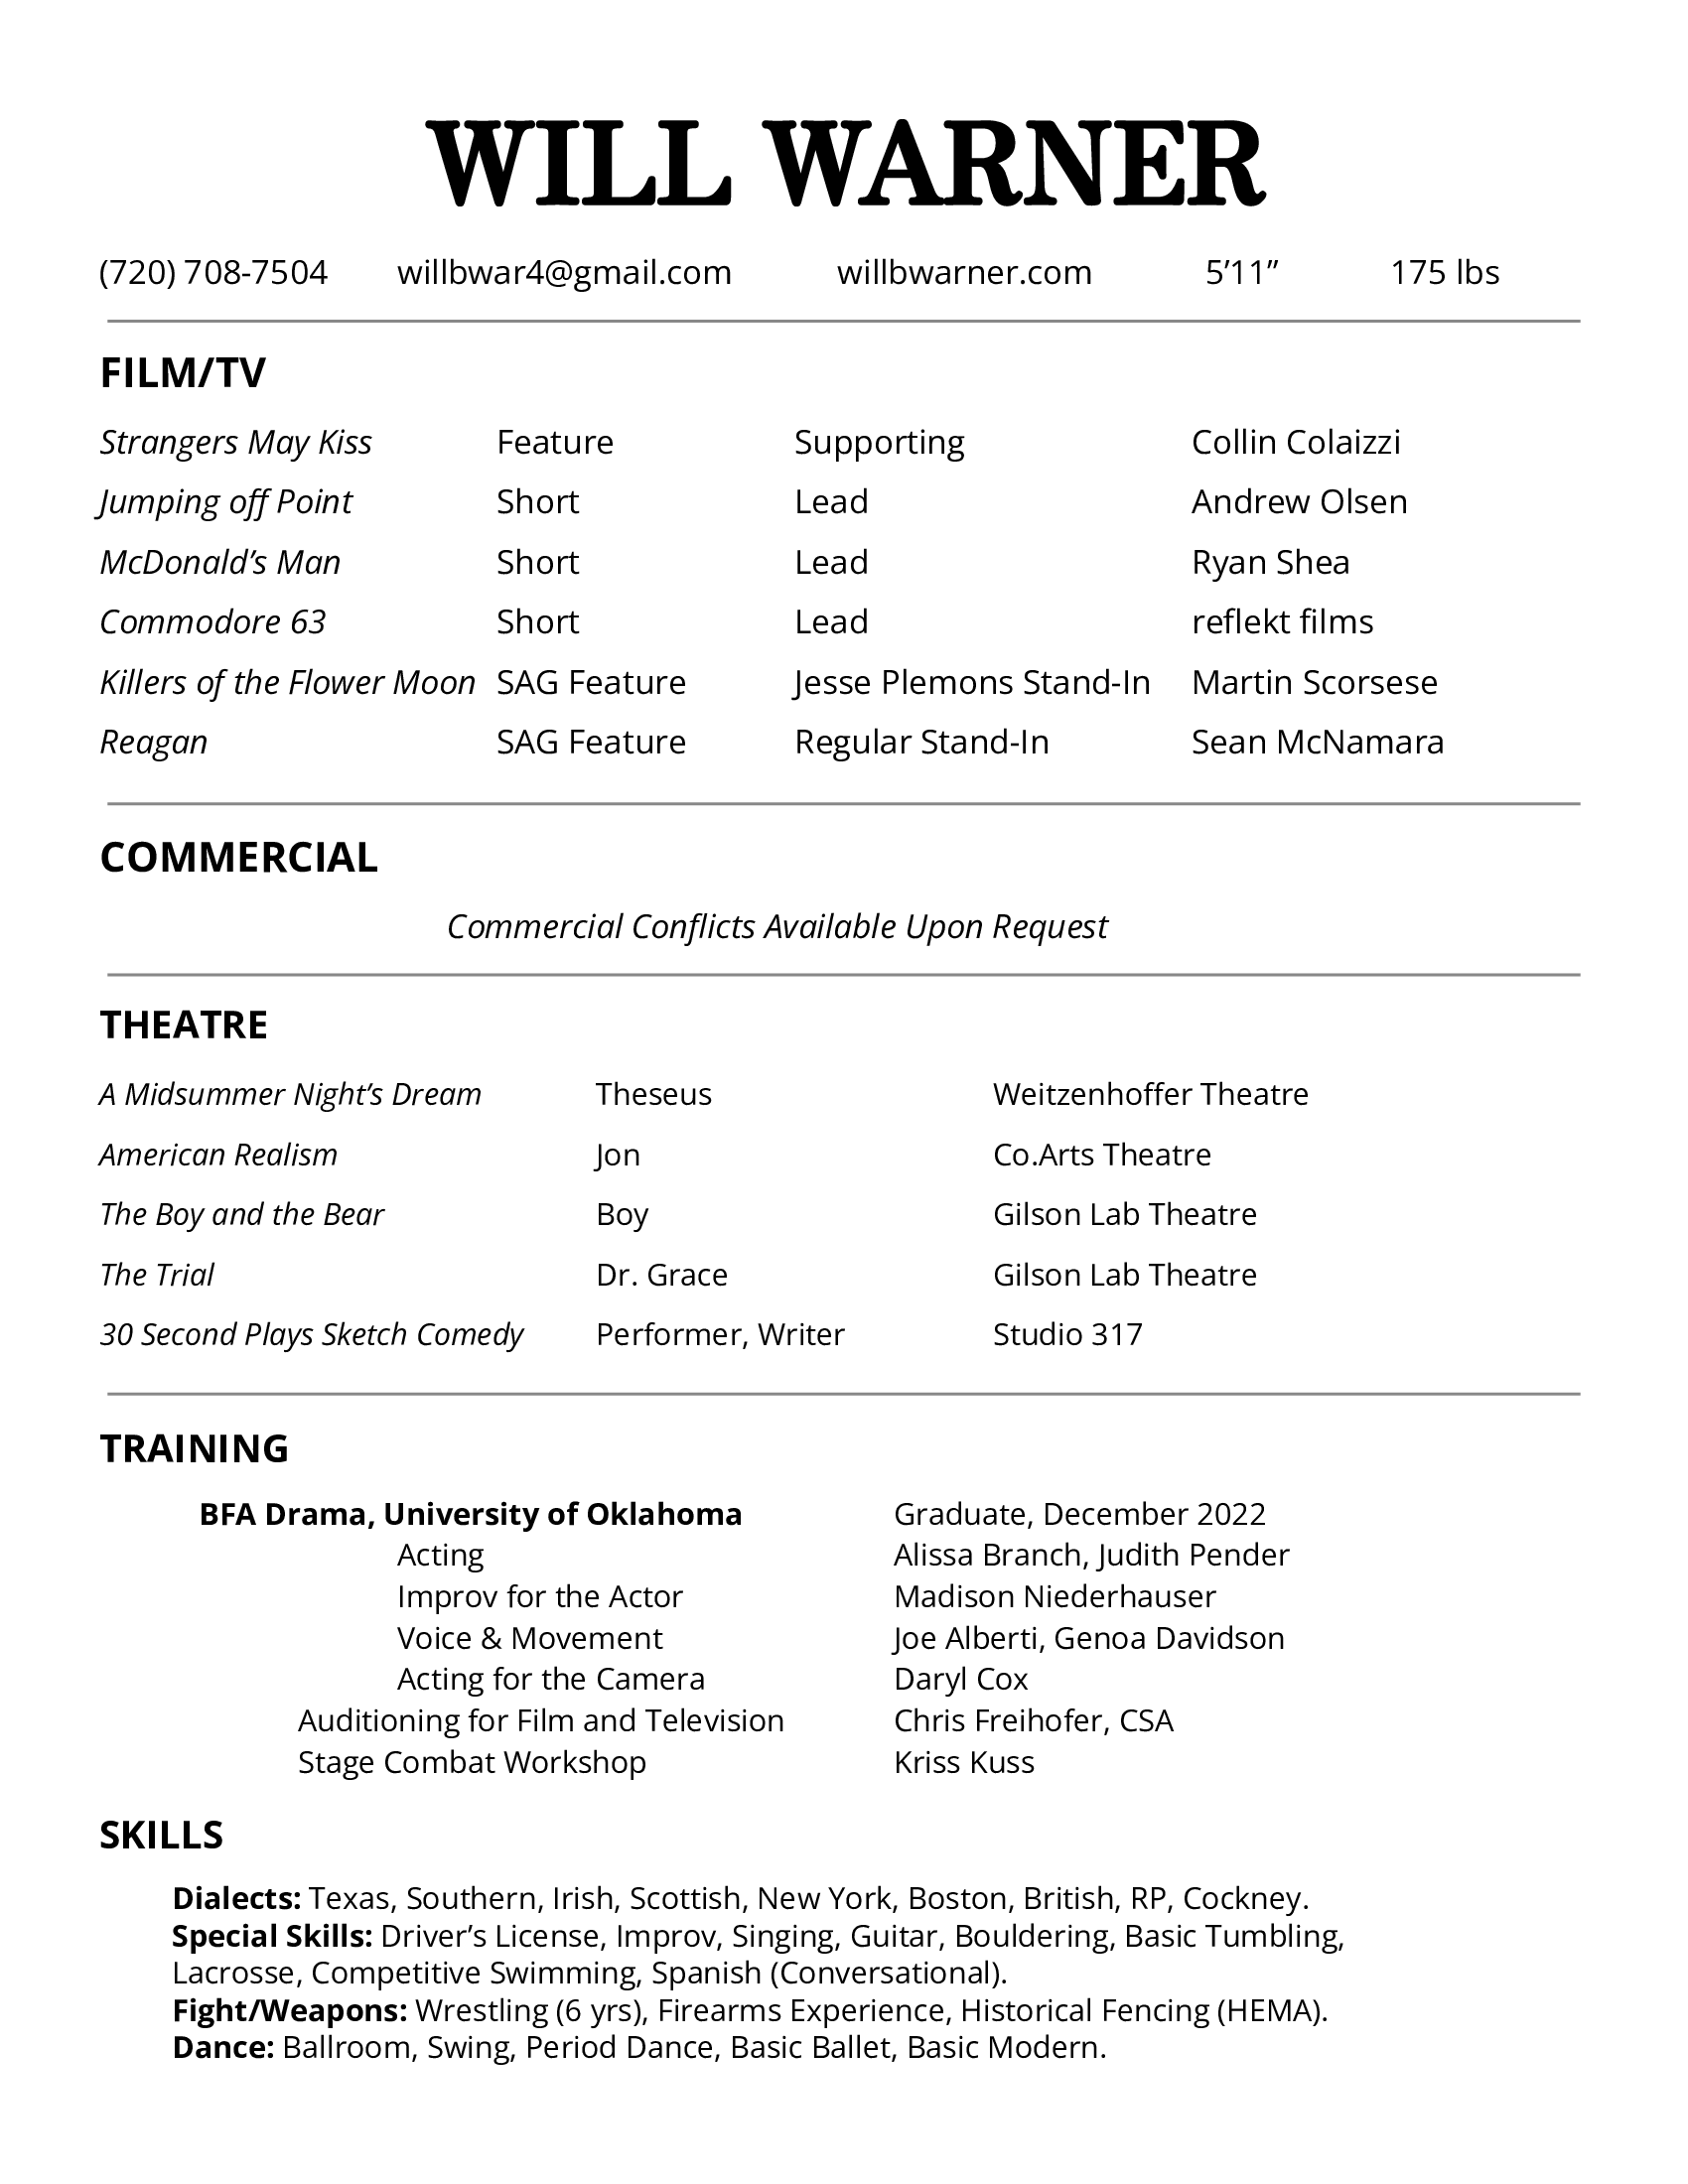 WILL WARNER
(720) 708-7504 willbwar4@gmail.com willbwarner.com 5’11” 175 lbs
FILM/TV
Strangers May Kiss Feature Supporting Collin Colaizzi
Jumping off Point Short Lead Andrew Olsen
McDonald’s Man Short Lead Ryan Shea
Commodore 63 Short Lead reflekt films
Killers of the Flower Moon SAG Feature Jesse Plemons Stand-In Martin Scorsese
Reagan SAG Feature Regular Stand-In Sean McNamara
COMMERCIAL
Commercial Conflicts Available Upon Request
THEATRE
A Midsummer Night’s Dream Theseus Weitzenhoffer Theatre
American Realism Jon Co.Arts Theatre
The Boy and the Bear Boy Gilson Lab Theatre
The Trial Dr. Grace Gilson Lab Theatre
30 Second Plays Sketch Comedy Performer, Writer Studio 317
TRAINING
BFA Drama, University of Oklahoma Graduate, December 2022
Acting Alissa Branch, Judith Pender
Improv for the Actor Madison Niederhauser
Voice & Movement Joe Alberti, Genoa Davidson
Acting for the Camera Daryl Cox
Auditioning for Film and Television Chris Freihofer, CSA
Stage Combat Workshop Kriss Kuss
SKILLS
Dialects: Texas, Southern, Irish, Scottish, New York, Boston, British, RP, Cockney.
Special Skills: Driver’s License, Improv, Singing, Guitar, Bouldering, Basic Tumbling,
Lacrosse, Competitive Swimming, Spanish (Conversational).
Fight/Weapons: Wrestling (6 yrs), Firearms Experience, Historical Fencing (HEMA).
Dance: Ballroom, Swing, Period Dance, Basic Ballet, Basic Modern.